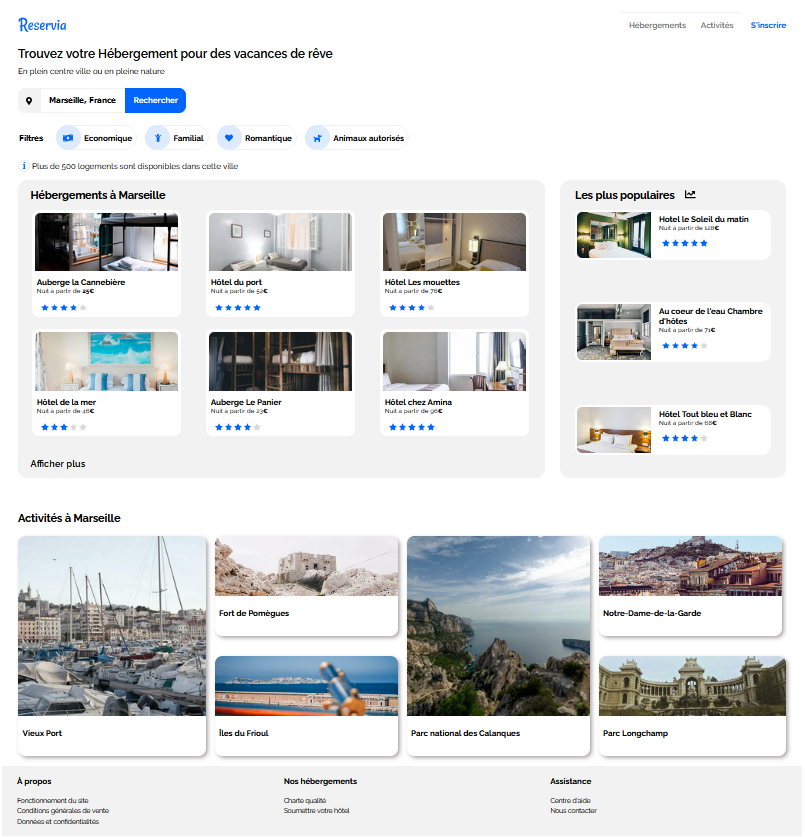 Reservia
Hébergements Activités S'inscrire
Trouvez votre Hébergement pour des vacances de rêve
En plein centre ville ou en pleine nature
Marseille, France Rechercher
Filtres Economique Familial Romantique Animaux autorisés
Plus de 500 logements sont disponibles dans cette ville
Hébergements à Marseille
Auberge la Cannebière
Nuit à partir de 25€
Hôtel du port
Nuit à partir de 52€
Hôtel Les mouettes
Nuit à partir de 76€
Hôtel de la mer
Nuit à partir de 46€
Auberge Le Panier
Nuit à partir de 23€
Hôtel chez Amina
Nuit à partir de 96€
Afficher plus
Les plus populaires
Hotel le Soleil du matin
Nuit à partir de 128€
Au coeur de l'eau Chambre
d'hôtes
Nuit à partir de 71€
Hôtel Tout bleu et Blanc
Nuit à partir de 68€
Activités à Marseille
Vieux Port
Fort de Pomègues
Îles du Frioul
Parc national des Calanques
Notre-Dame-de-la-Garde
Parc Longchamp
À propos
Fonctionnement du site
Conditions générales de vente
Données et confidentialités
Nos hébergements
Charte qualité
Soumettre votre hôtel
Assistance
Centre d'aide
Nous contacter